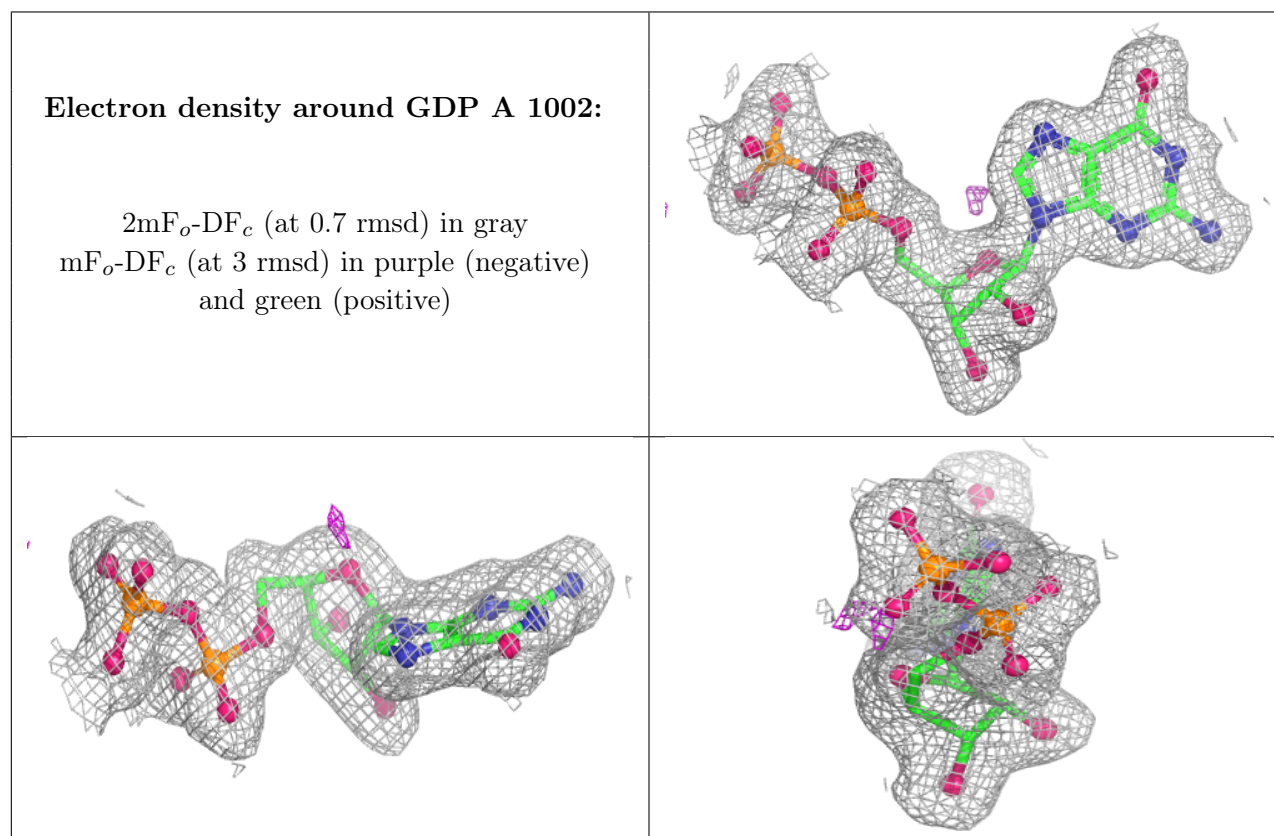 Electron density around GDP A 1002:
2mFₒ-DF𝒸 (at 0.7 rmsd) in gray
mFₒ-DF𝒸 (at 3 rmsd) in purple (negative)
and green (positive)